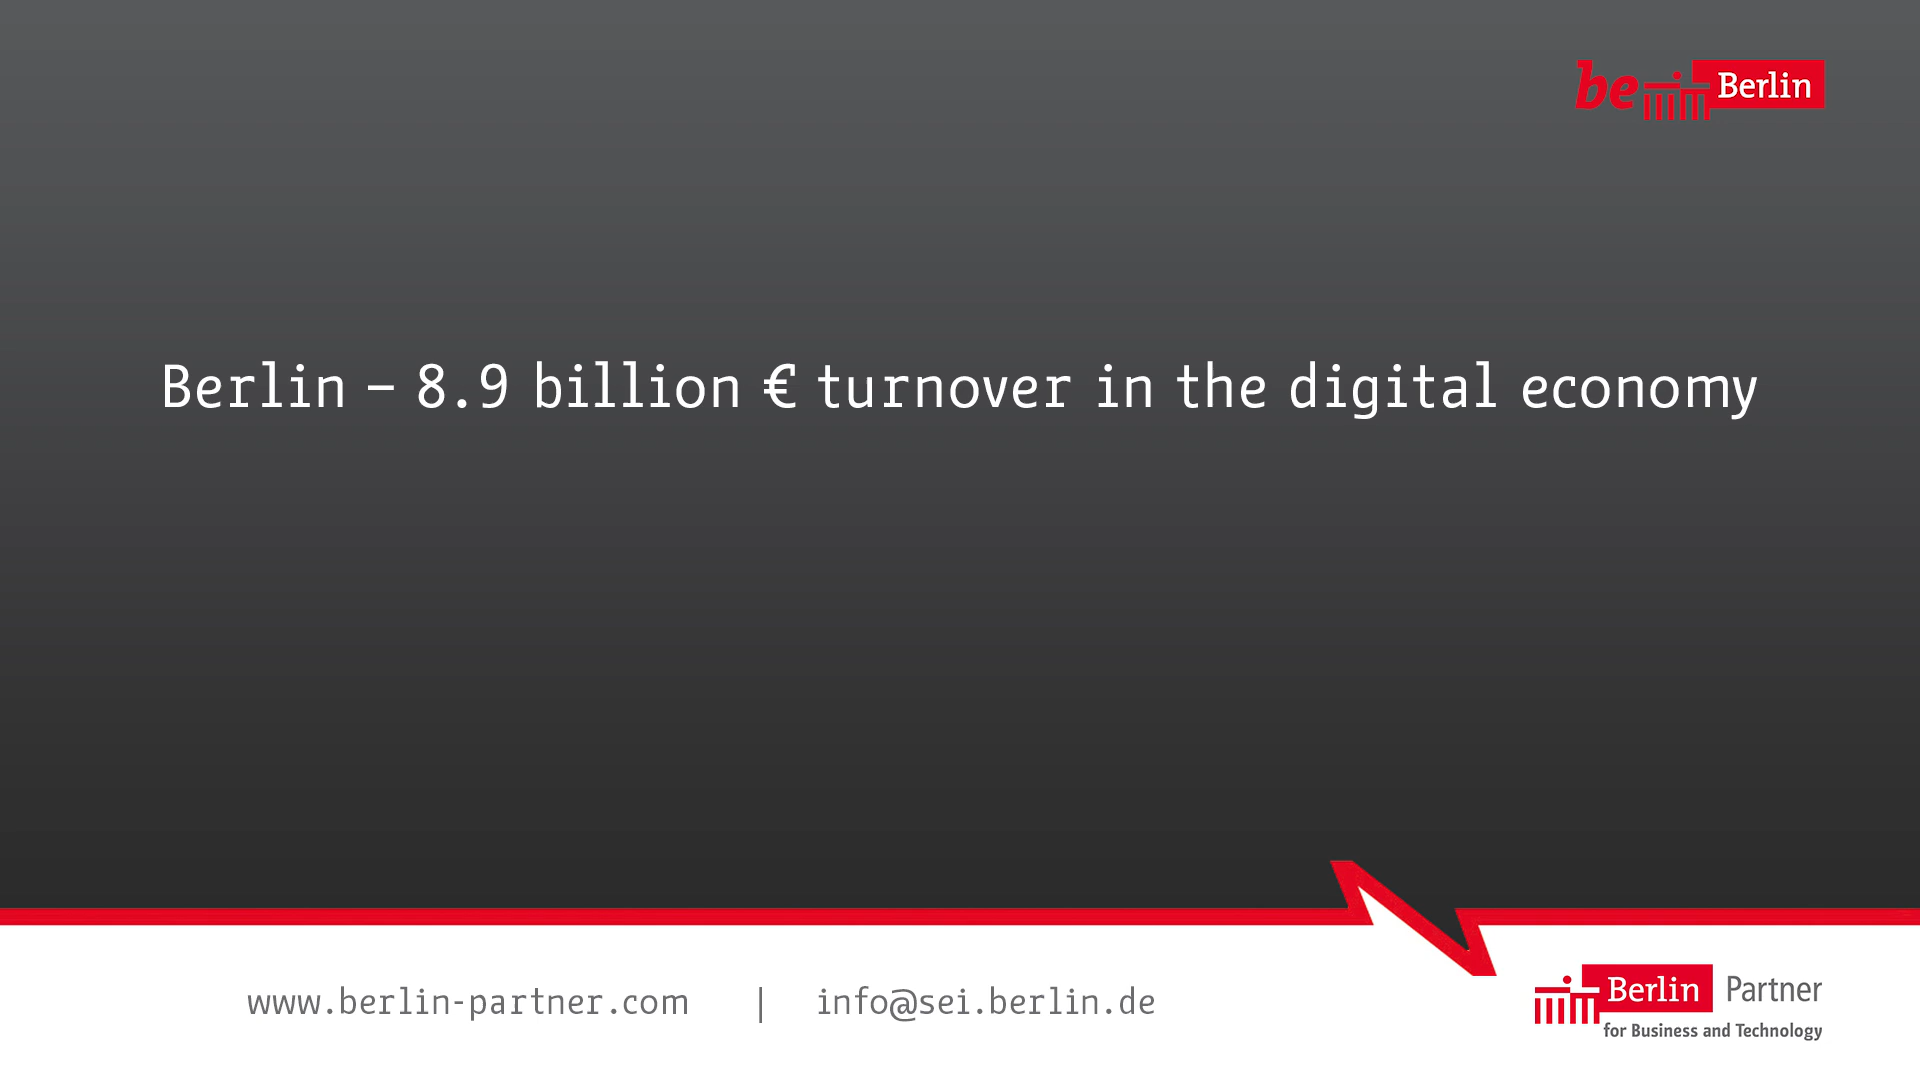 be Berlin
Berlin – 8.9 billion € turnover in the digital economy
www.berlin-partner.com | info@sei.berlin.de
Berlin Partner
for Business and Technology